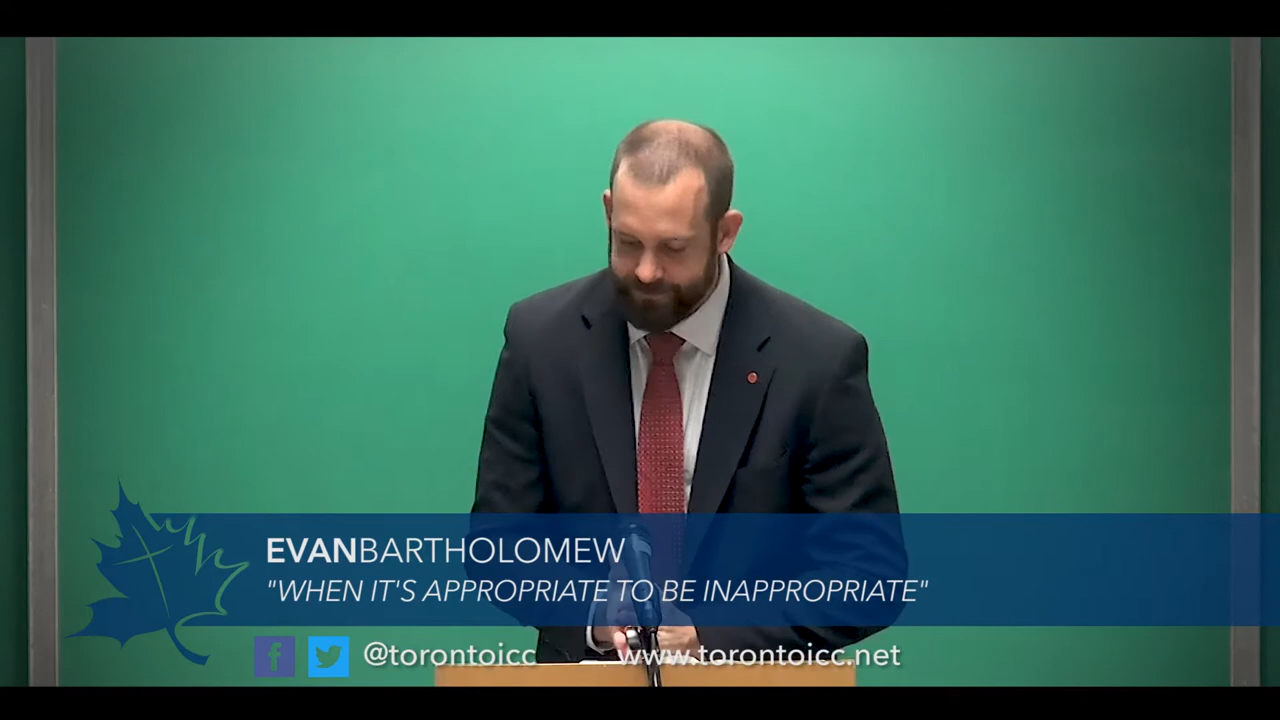 EVANBARTHOLOMEW
"WHEN IT'S APPROPRIATE TO BE INAPPROPRIATE"
f @torontoicc www.torontoicc.net